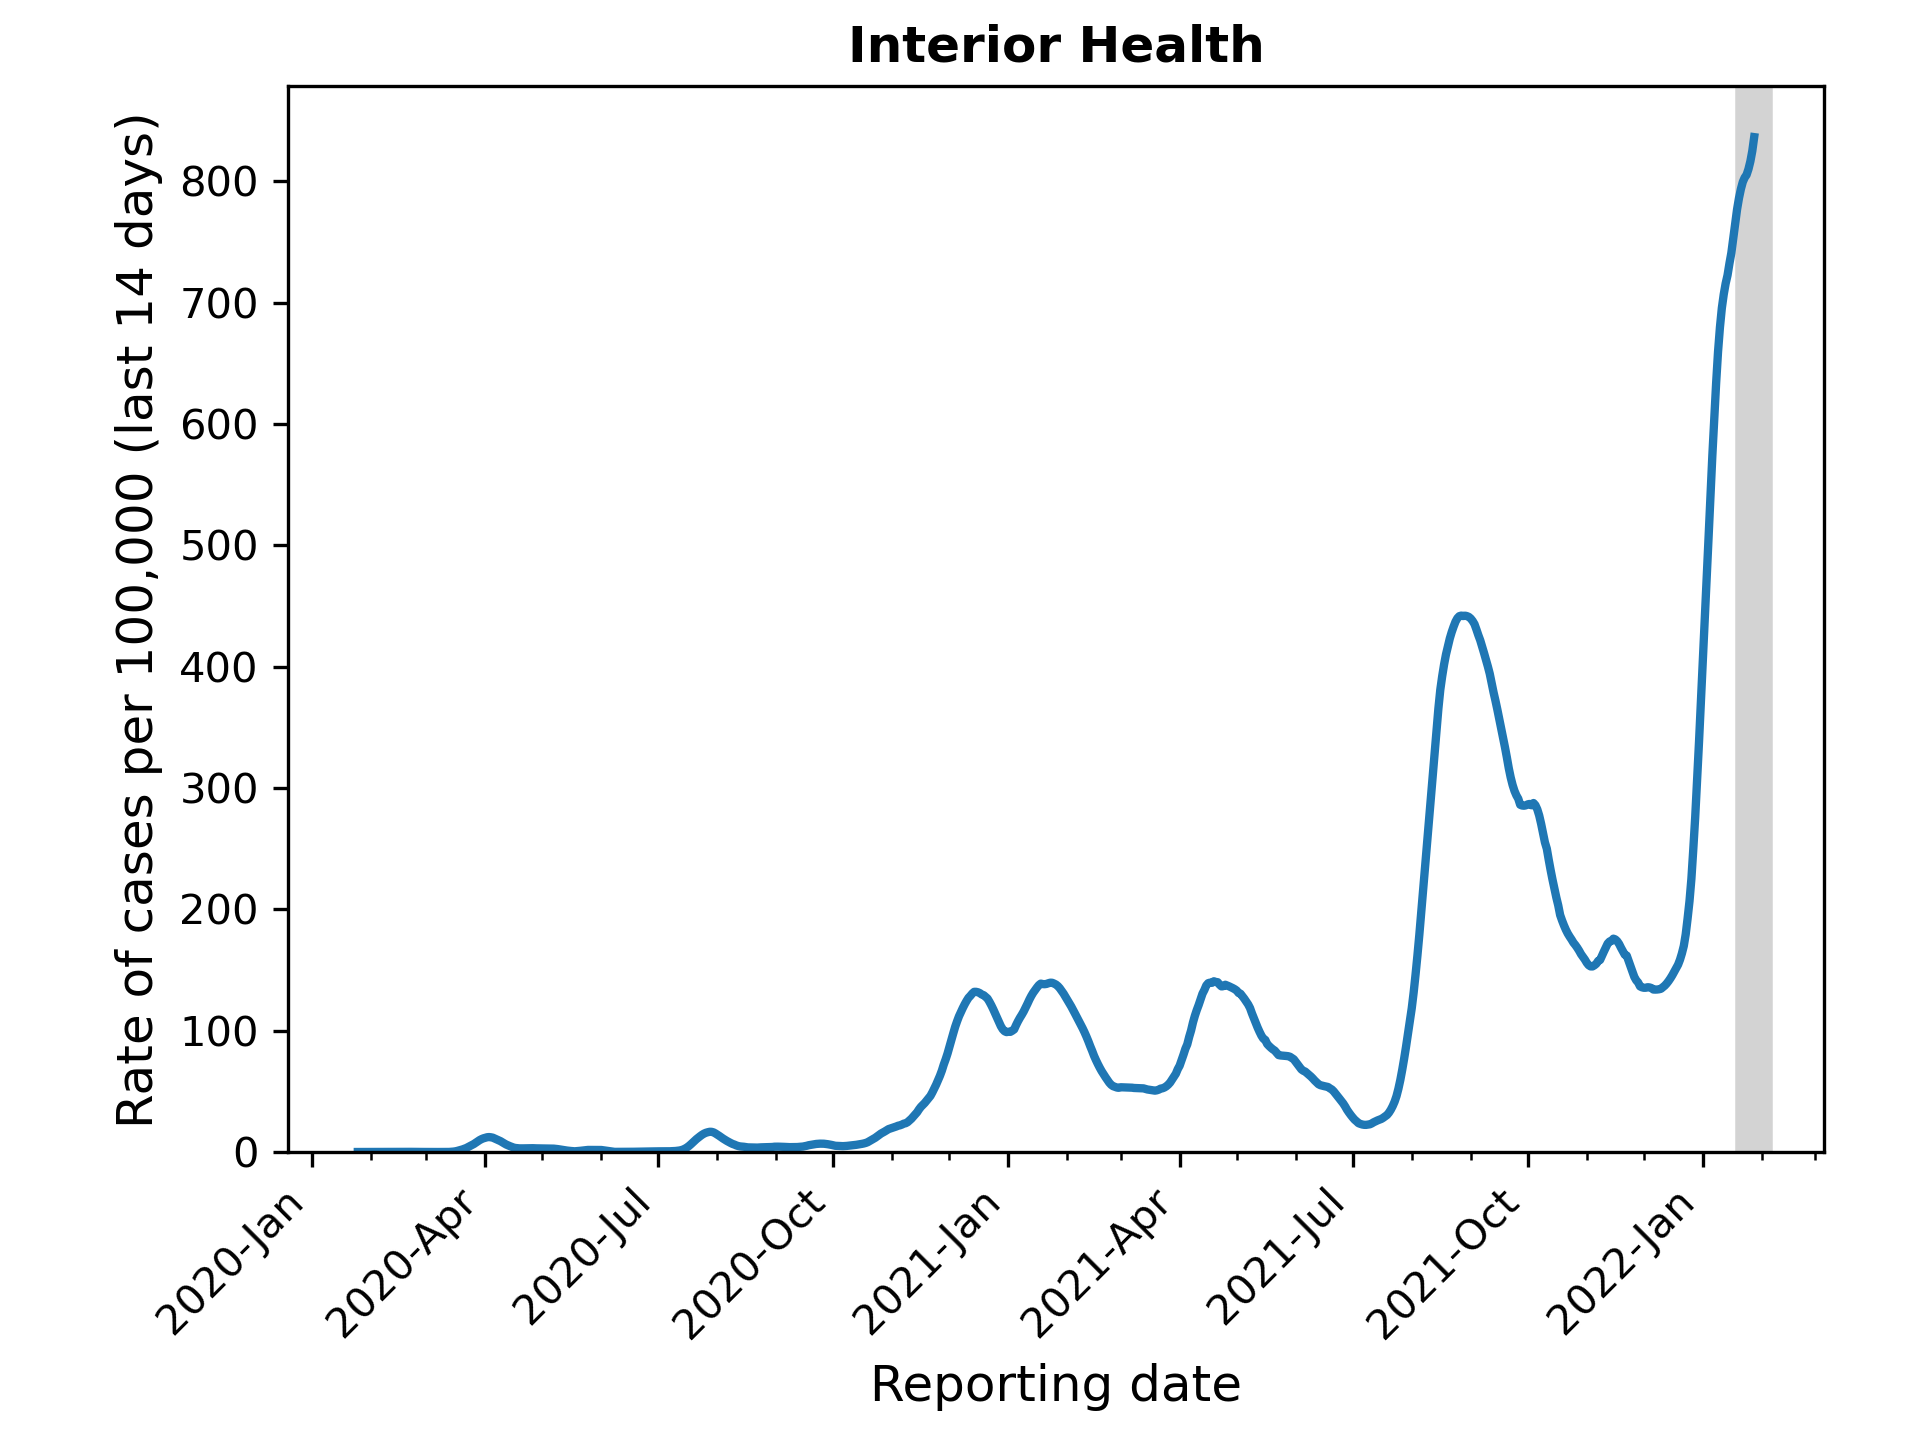 Interior Health
Rate of cases per 100,000 (last 14 days)
800
700
600
500
400
300
200
100
0
2020-Jan
2020-Apr
2020-Jul
2020-Oct
2021-Jan
2021-Apr
2021-Jul
2021-Oct
2022-Jan
Reporting date